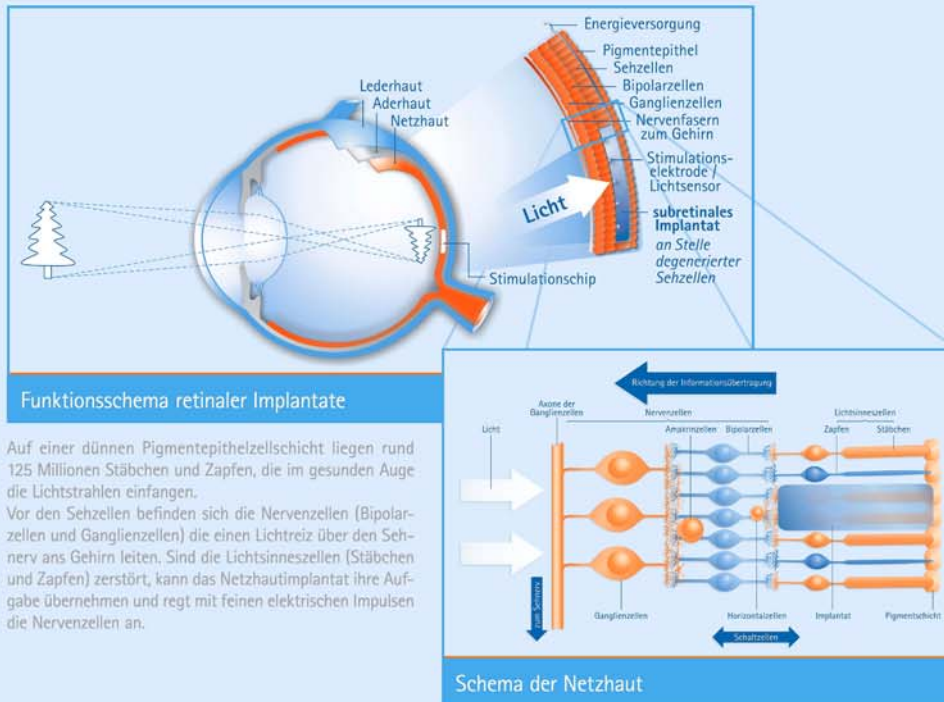 Energieversorgung
Pigmentepithel
Sehzellen
Bipolarzellen
Ganglienzellen
Nervenfasern
zum Gehirn
Stimulations-
elektrode /
Lichtsensor
subretinales
Implantat
an Stelle
degenerierter
Sehzellen
Lederhaut
Aderhaut
Netzhaut
Licht
Stimulationschip
Funktionsschema retinaler Implantate
Auf einer dünnen Pigmentepithelzellschicht liegen rund
125 Millionen Stäbchen und Zapfen, die im gesunden Auge
die Lichtstrahlen einfangen.
Vor den Sehzellen befinden sich die Nervenzellen (Bipolar-
zellen und Ganglienzellen) die einen Lichtreiz über den Seh-
nerv ans Gehirn leiten. Sind die Lichtsinneszellen (Stäbchen
und Zapfen) zerstört, kann das Netzhautimplantat ihre Auf-
gabe übernehmen und regt mit feinen elektrischen Impulsen
die Nervenzellen an.
Richtung der Informationsübertragung
Licht
Axone der
Ganglienzellen
Nervenzellen
Amakrinzellen
Bipolarzellen
Lichtsinneszellen
Zapfen
Stäbchen
zum Sehnerv
Ganglienzellen
Horizontalzellen
Implantat
Pigmentschicht
Schaltzellen
Schema der Netzhaut